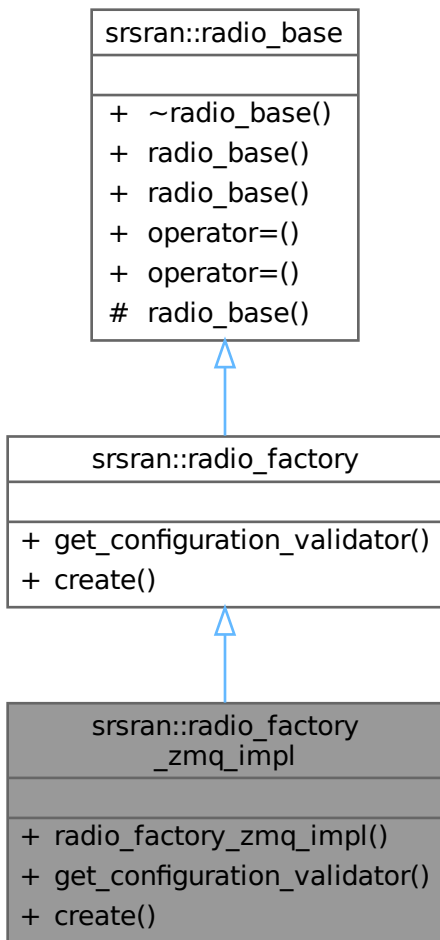 srsran::radio_base
+ ~radio_base()
+ radio_base()
+ radio_base()
+ operator=()
+ operator=()
# radio_base()
srsran::radio_factory
+ get_configuration_validator()
+ create()
srsran::radio_factory
_zmq_impl
+ radio_factory_zmq_impl()
+ get_configuration_validator()
+ create()